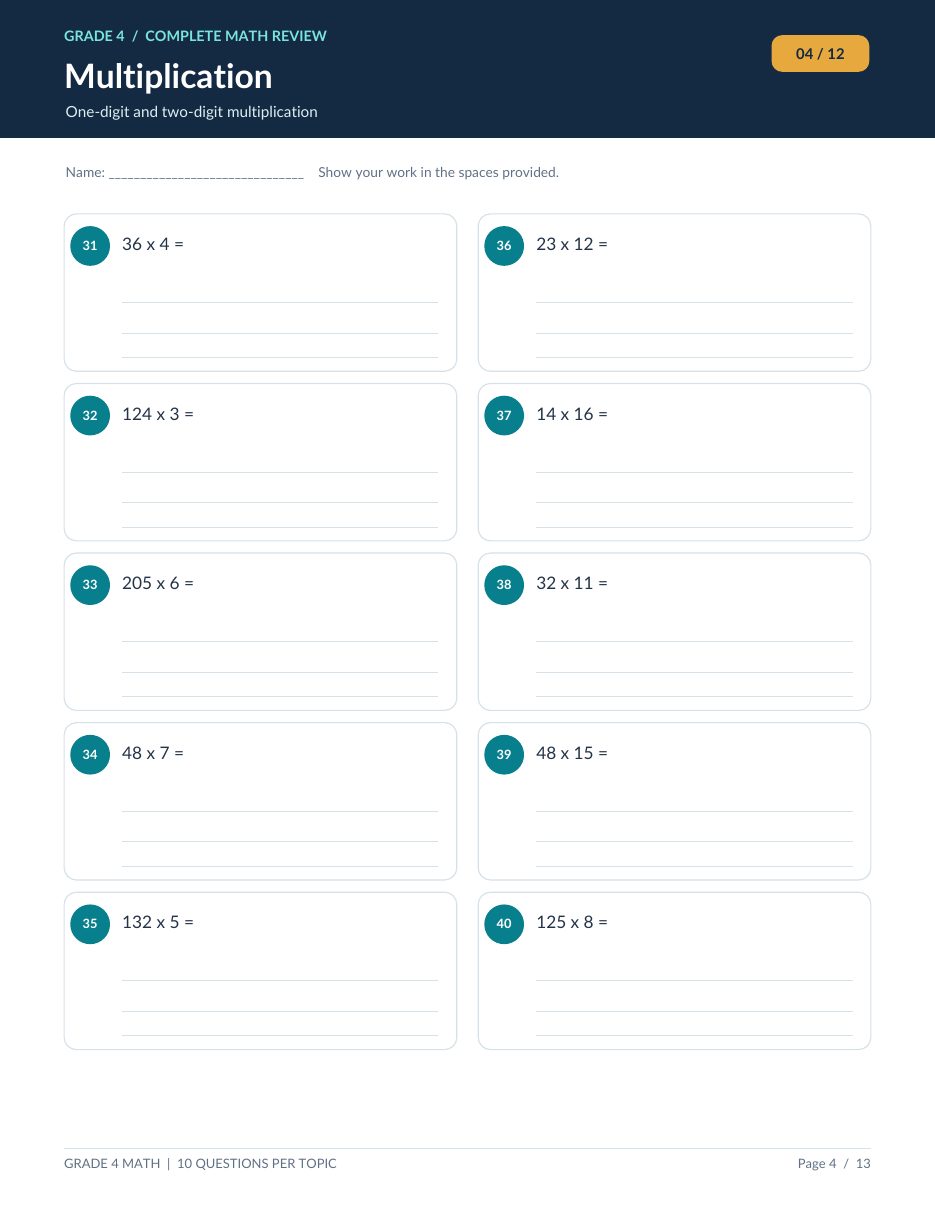 GRADE 4 / COMPLETE MATH REVIEW
Multiplication
One-digit and two-digit multiplication
04 / 12
Name: ______________________________ Show your work in the spaces provided.
31 36 x 4 =
32 124 x 3 =
33 205 x 6 =
34 48 x 7 =
35 132 x 5 =
36 23 x 12 =
37 14 x 16 =
38 32 x 11 =
39 48 x 15 =
40 125 x 8 =
GRADE 4 MATH | 10 QUESTIONS PER TOPIC
Page 4 / 13